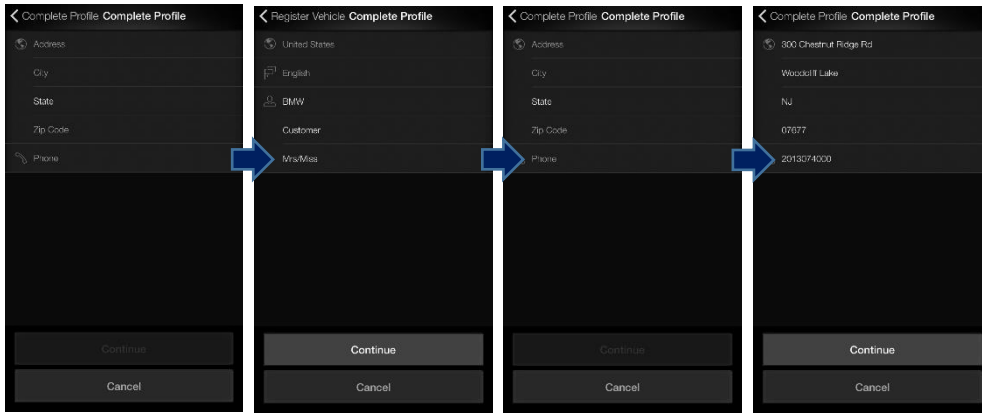 Complete Profile Complete Profile
Address
City
State
Zip Code
Phone
Continue
Cancel
Register Vehicle Complete Profile
United States
English
BMW
Customer
Mrs/Miss
Continue
Cancel
Complete Profile Complete Profile
Address
City
State
Zip Code
Phone
Continue
Cancel
Complete Profile Complete Profile
300 Chestnut Ridge Rd
Woodcliff Lake
NJ
07677
2013074000
Continue
Cancel